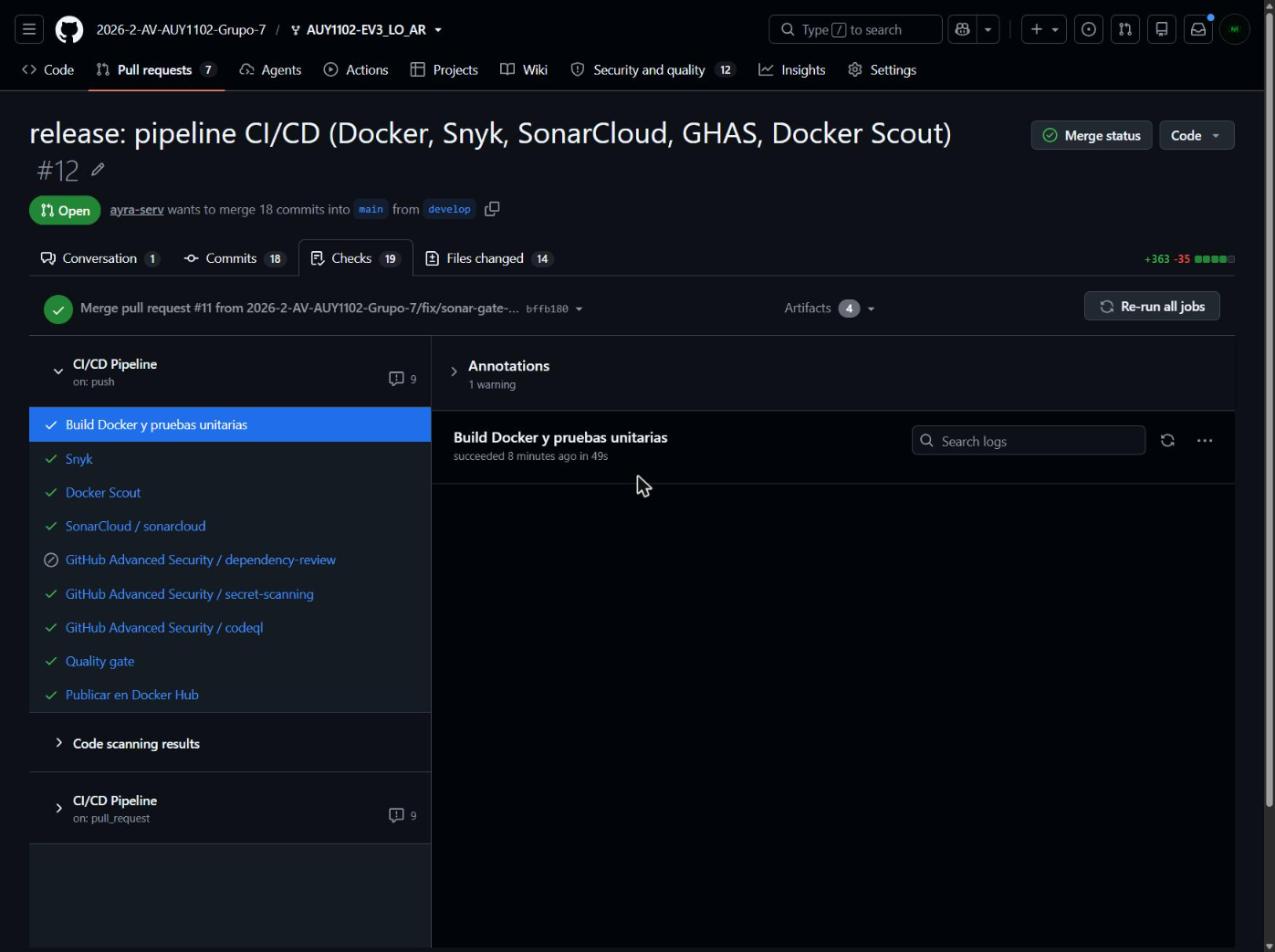 2026-2-AV-AUY1102-Grupo-7 / AUY1102-EV3_LO_AR
Type / to search
Code
Pull requests 7
Agents
Actions
Projects
Wiki
Security and quality 12
Insights
Settings
release: pipeline CI/CD (Docker, Snyk, SonarCloud, GHAS, Docker Scout)
#12
Merge status
Code
Open
ayra-serv wants to merge 18 commits into main from develop
Conversation 1
Commits 18
Checks 19
Files changed 14
+363 -35
Merge pull request #11 from 2026-2-AV-AUY1102-Grupo-7/fix/sonar-gate-... bffb180
Artifacts 4
Re-run all jobs
CI/CD Pipeline
on: push
9
Build Docker y pruebas unitarias
Snyk
Docker Scout
SonarCloud / sonarcloud
GitHub Advanced Security / dependency-review
GitHub Advanced Security / secret-scanning
GitHub Advanced Security / codeql
Quality gate
Publicar en Docker Hub
Code scanning results
CI/CD Pipeline
on: pull_request
9
Annotations
1 warning
Build Docker y pruebas unitarias
succeeded 8 minutes ago in 49s
Search logs